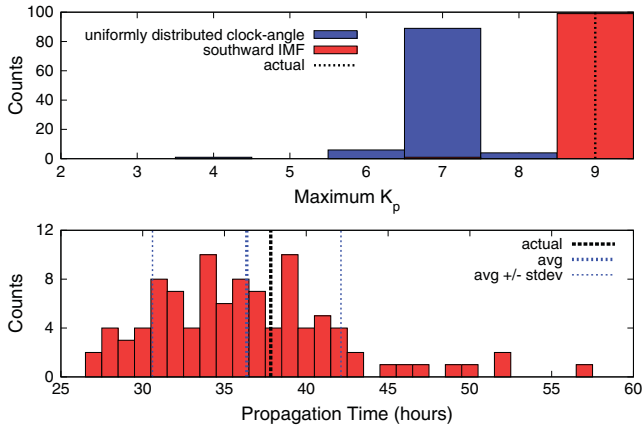 100
80
60
40
20
0
Counts
uniformly distributed clock-angle
southward IMF
actual
2 3 4 5 6 7 8 9
Maximum Kp
12
8
4
0
Counts
actual
avg
avg +/- stdev
25 30 35 40 45 50 55 60
Propagation Time (hours)